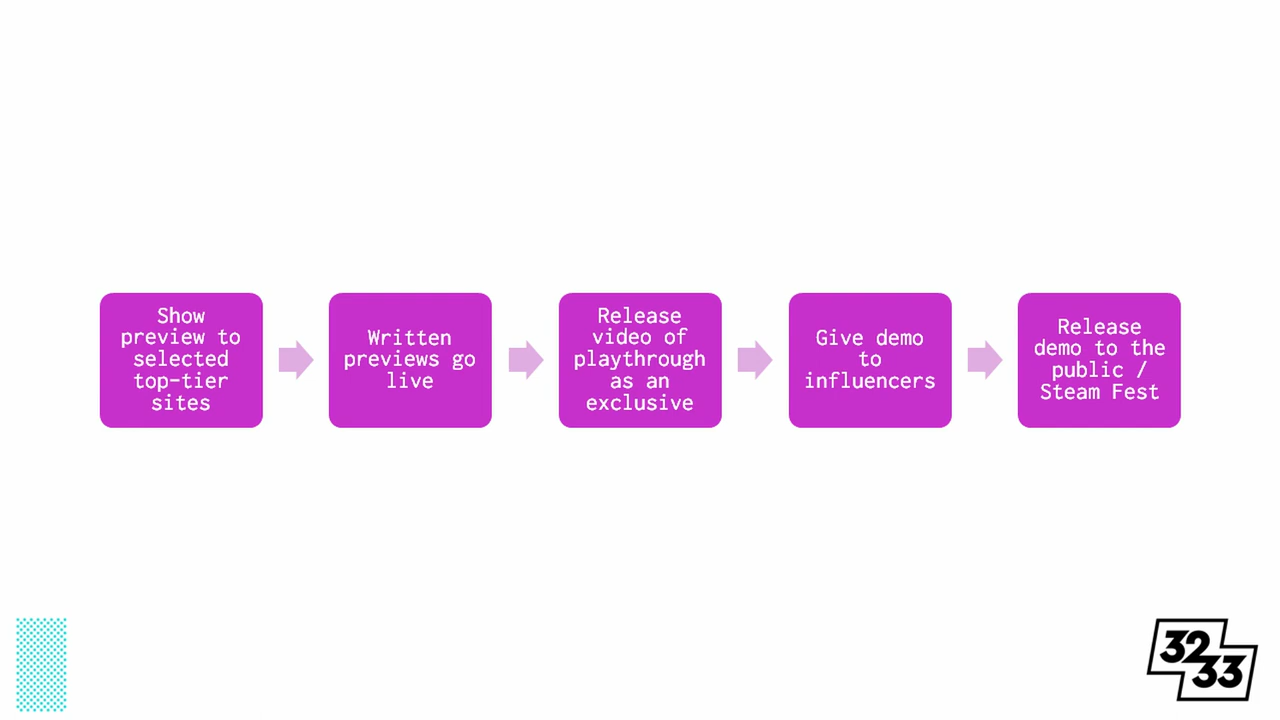 Show
preview to
selected
top-tier
sites
Written
previews go
live
Release
video of
playthrough
as an
exclusive
Give demo
to
influencers
Release
demo to the
public /
Steam Fest
32
33